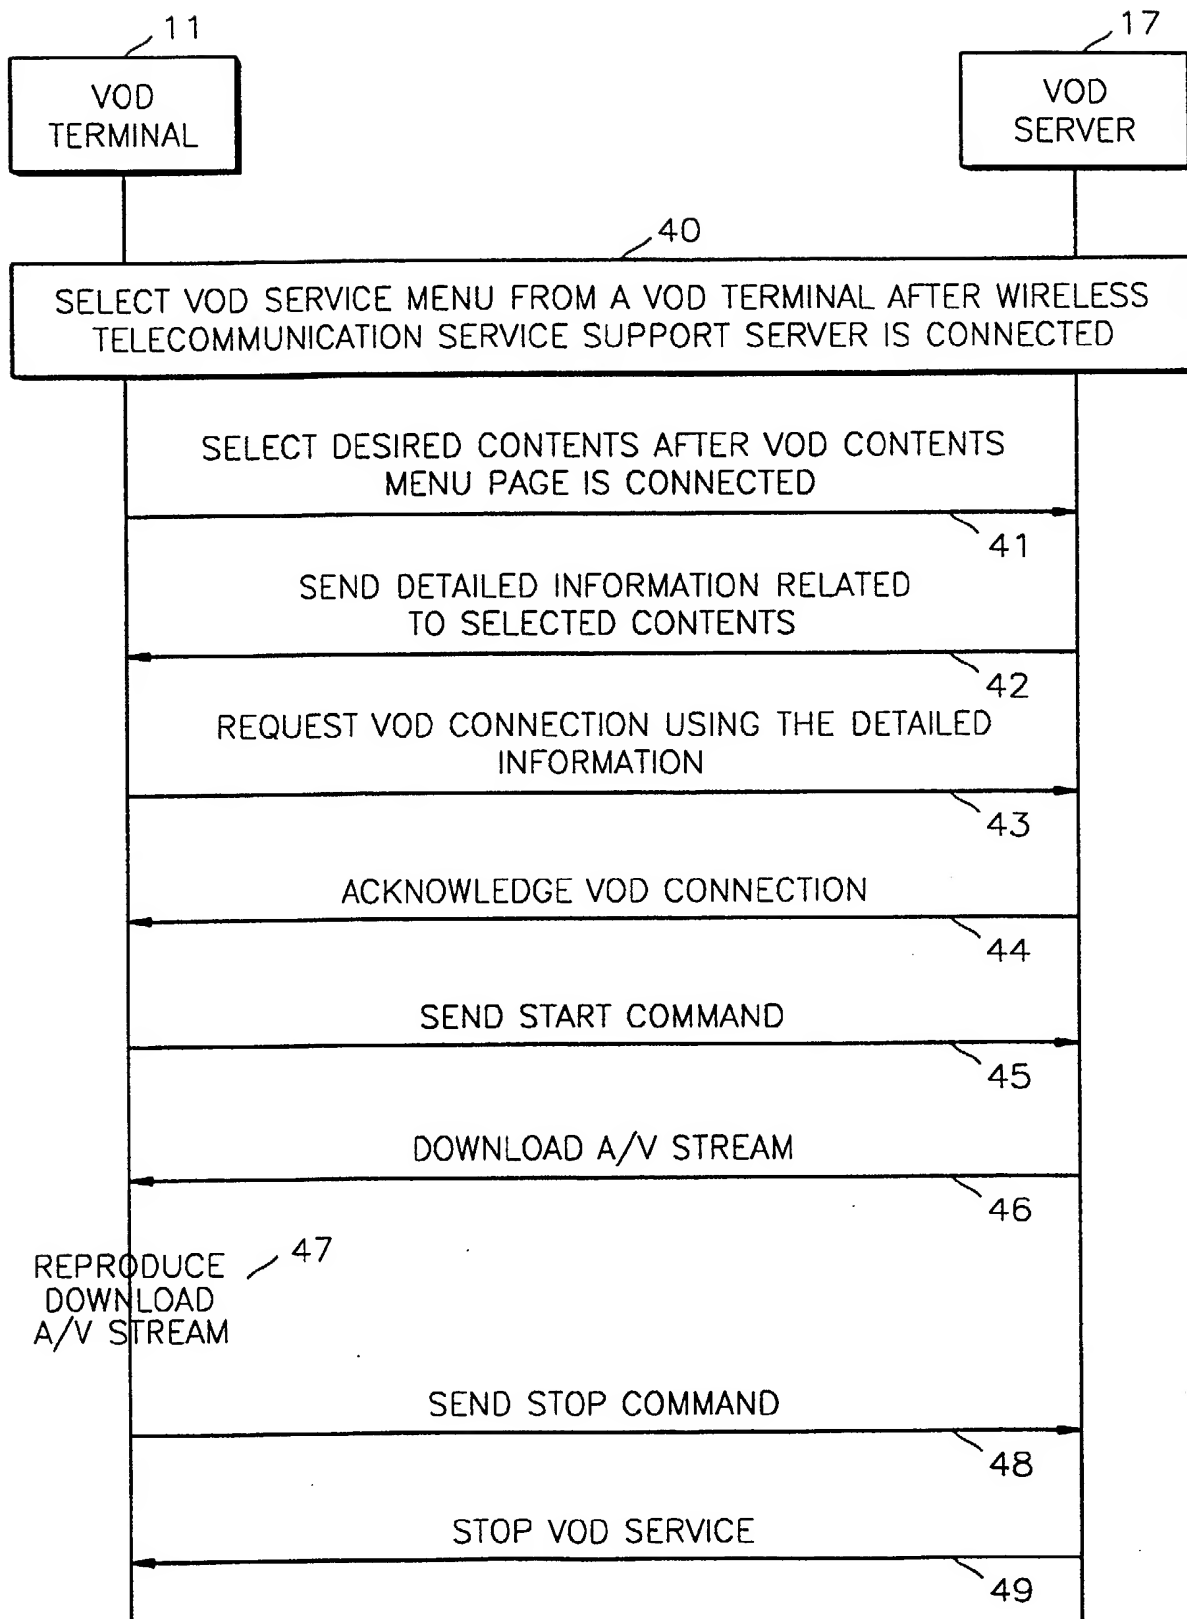 11
17
VOD
TERMINAL
VOD
SERVER
40
SELECT VOD SERVICE MENU FROM A VOD TERMINAL AFTER WIRELESS
TELECOMMUNICATION SERVICE SUPPORT SERVER IS CONNECTED
SELECT DESIRED CONTENTS AFTER VOD CONTENTS
MENU PAGE IS CONNECTED
41
SEND DETAILED INFORMATION RELATED
TO SELECTED CONTENTS
42
REQUEST VOD CONNECTION USING THE DETAILED
INFORMATION
43
ACKNOWLEDGE VOD CONNECTION
44
SEND START COMMAND
45
DOWNLOAD A/V STREAM
46
47
REPRODUCE
DOWNLOAD
A/V STREAM
SEND STOP COMMAND
48
STOP VOD SERVICE
49